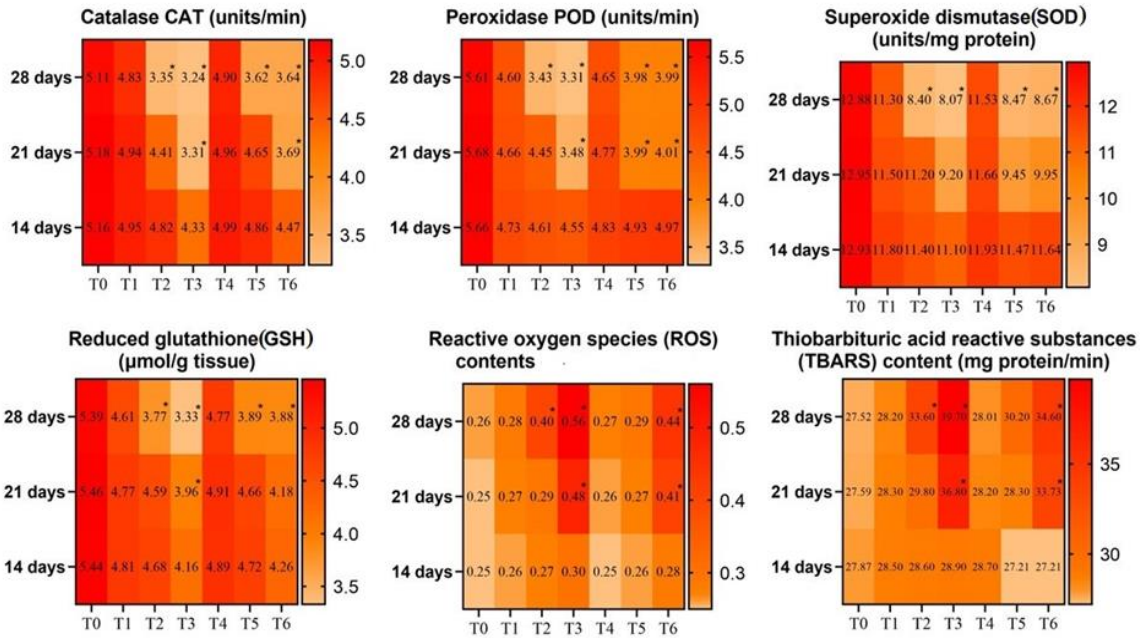 Catalase CAT (units/min)
28 days 5.11 4.83 3.35* 3.24* 4.90 3.62* 3.64*
21 days 5.18 4.94 4.41 3.31* 4.96 4.65 3.69*
14 days 5.16 4.95 4.82 4.33 4.99 4.86 4.47
T0 T1 T2 T3 T4 T5 T6
5.0
4.5
4.0
3.5
Peroxidase POD (units/min)
28 days 5.61 4.60 3.43* 3.31* 4.65 3.98* 3.99*
21 days 5.68 4.66 4.45 3.48* 4.77 3.99* 4.01*
14 days 5.66 4.73 4.61 4.55 4.83 4.93 4.97
T0 T1 T2 T3 T4 T5 T6
5.5
5.0
4.5
4.0
3.5
Superoxide dismutase(SOD)
(units/mg protein)
28 days 12.88 11.30 8.40* 8.07* 11.53 8.47* 8.67*
21 days 12.95 11.50 11.20 9.20 11.66 9.45 9.95
14 days 12.93 11.80 11.40 11.10 11.93 11.47 11.64
T0 T1 T2 T3 T4 T5 T6
12
11
10
9
Reduced glutathione(GSH)
(μmol/g tissue)
28 days 5.39 4.61 3.77* 3.33* 4.77 3.89* 3.88*
21 days 5.46 4.77 4.59 3.96* 4.91 4.66 4.18
14 days 5.44 4.81 4.68 4.16 4.89 4.72 4.26
T0 T1 T2 T3 T4 T5 T6
5.0
4.5
4.0
3.5
Reactive oxygen species (ROS)
contents
28 days 0.26 0.28 0.40* 0.56* 0.27 0.29 0.44*
21 days 0.25 0.27 0.29 0.48* 0.26 0.27 0.41*
14 days 0.25 0.26 0.27 0.30 0.25 0.26 0.28
T0 T1 T2 T3 T4 T5 T6
0.5
0.4
0.3
Thiobarbituric acid reactive substances
(TBARS) content (mg protein/min)
28 days 27.52 28.20 33.60* 39.70* 28.01 30.20 34.60*
21 days 27.59 28.30 29.80 36.80* 28.20 28.30 33.73*
14 days 27.87 28.50 28.60 28.90 28.70 27.21 27.21
T0 T1 T2 T3 T4 T5 T6
35
30